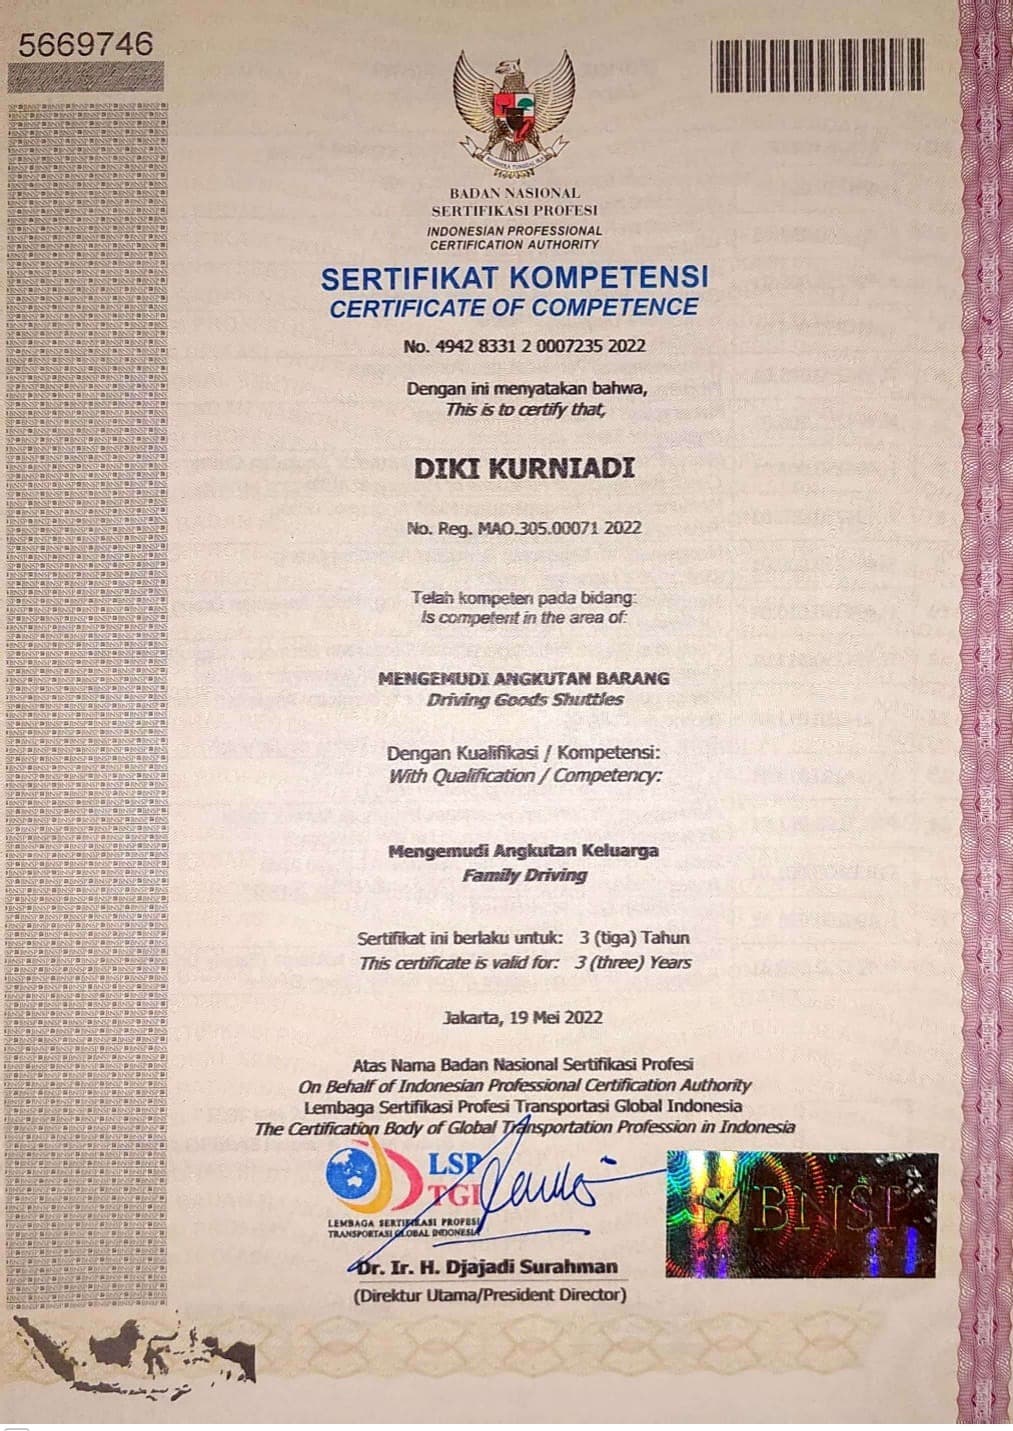 5669746
BADAN NASIONAL
SERTIFIKASI PROFESI
INDONESIAN PROFESSIONAL
CERTIFICATION AUTHORITY
SERTIFIKAT KOMPETENSI
CERTIFICATE OF COMPETENCE
No. 4942 8331 2 0007235 2022
Dengan ini menyatakan bahwa,
This is to certify that,
DIKI KURNIADI
No. Reg. MAO.305.00071 2022
Telah kompeten pada bidang:
Is competent in the area of:
MENGEMUDI ANGKUTAN BARANG
Driving Goods Shuttles
Dengan Kualifikasi / Kompetensi:
With Qualification / Competency:
Mengemudi Angkutan Keluarga
Family Driving
Sertifikat ini berlaku untuk: 3 (tiga) Tahun
This certificate is valid for: 3 (three) Years
Jakarta, 19 Mei 2022
Atas Nama Badan Nasional Sertifikasi Profesi
On Behalf of Indonesian Professional Certification Authority
Lembaga Sertifikasi Profesi Transportasi Global Indonesia
The Certification Body of Global Transportation Profession in Indonesia
LSP
TGI
LEMBAGA SERTIFIKASI PROFESI
TRANSPORTASI GLOBAL INDONESIA
BNSP
Dr. Ir. H. Djajadi Surahman
(Direktur Utama/President Director)